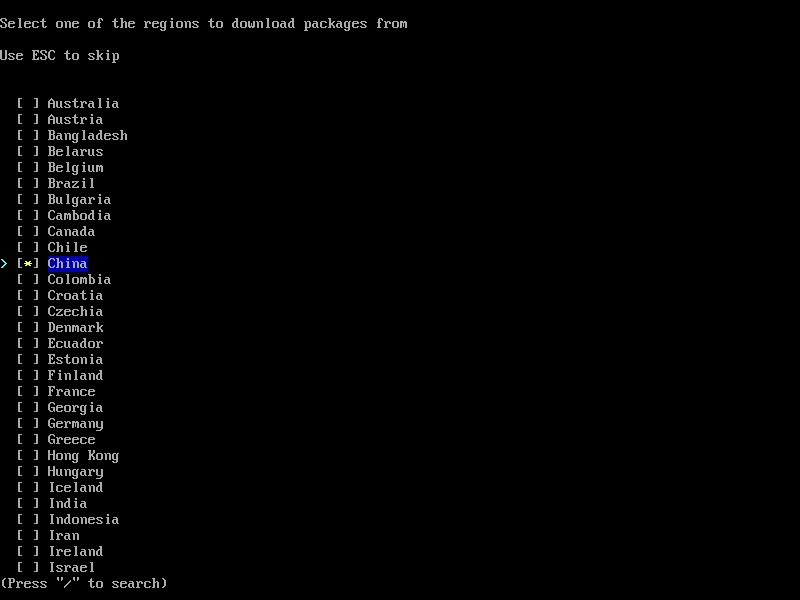 Select one of the regions to download packages from
Use ESC to skip
[ ] Australia
[ ] Austria
[ ] Bangladesh
[ ] Belarus
[ ] Belgium
[ ] Brazil
[ ] Bulgaria
[ ] Cambodia
[ ] Canada
[ ] Chile
> [*] China
[ ] Colombia
[ ] Croatia
[ ] Czechia
[ ] Denmark
[ ] Ecuador
[ ] Estonia
[ ] Finland
[ ] France
[ ] Georgia
[ ] Germany
[ ] Greece
[ ] Hong Kong
[ ] Hungary
[ ] Iceland
[ ] India
[ ] Indonesia
[ ] Iran
[ ] Ireland
[ ] Israel
(Press "/" to search)